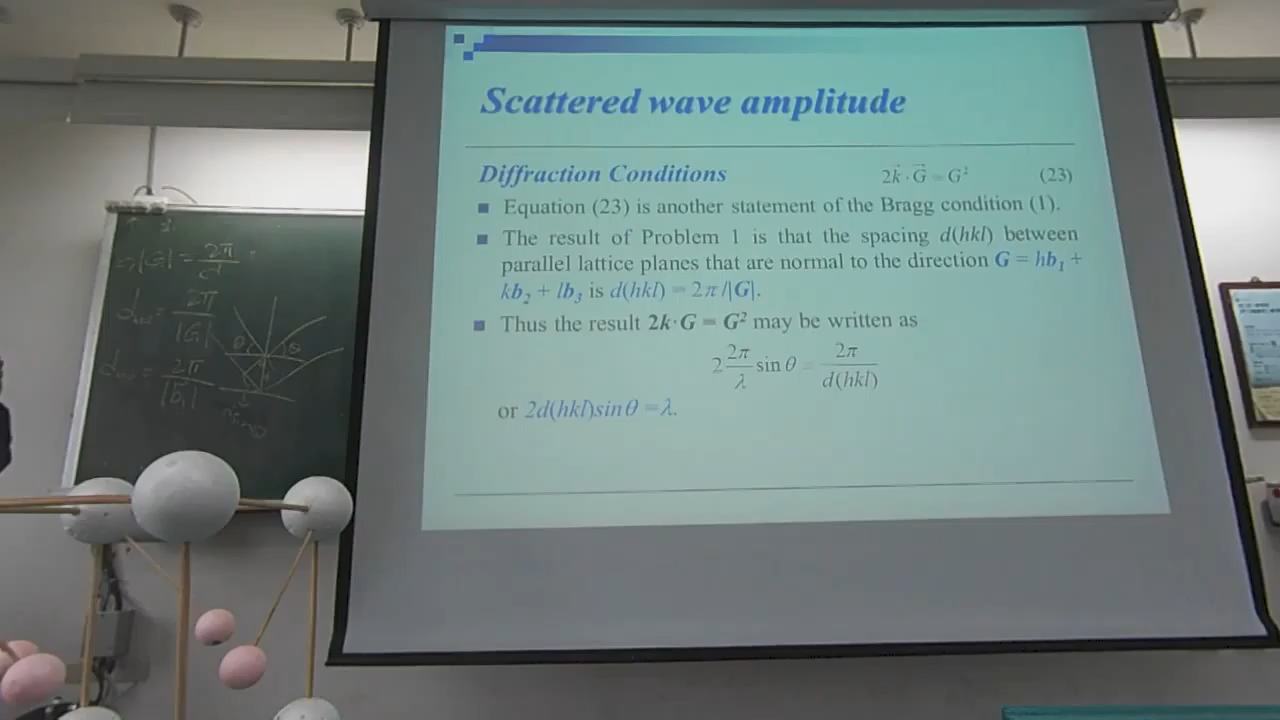 Scattered wave amplitude
Diffraction Conditions 2k⃗ · G⃗ = G² (23)
■ Equation (23) is another statement of the Bragg condition (1).
■ The result of Problem 1 is that the spacing d(hkl) between
parallel lattice planes that are normal to the direction G = hb₁ +
kb₂ + lb₃ is d(hkl) = 2π/|G|.
■ Thus the result 2k·G = G² may be written as
2 2π/λ sin θ = 2π/d(hkl)
or 2d(hkl)sin θ = λ.
|G| = 2π/d
2π/|G|
θ θ